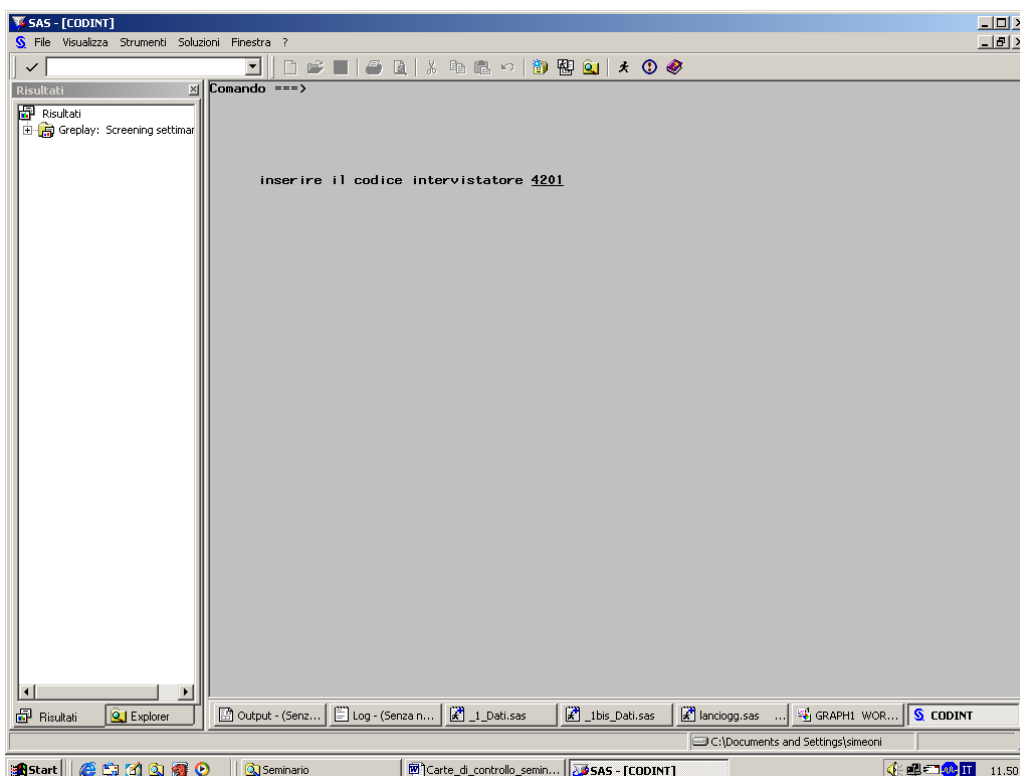 SAS - [CODINT]
File Visualizza Strumenti Soluzioni Finestra ?
Risultati
Comando ===>
Risultati
Greplay: Screening settimar
inserire il codice intervistatore 4201
Risultati Explorer
Output - (Senz... Log - (Senza n... _1_Dati.sas _1bis_Dati.sas lanciogg.sas ... GRAPH1 WOR... CODINT
C:\Documents and Settings\simeoni
Start Seminario Carte_di_controllo_semin... SAS - [CODINT] IT 11.50